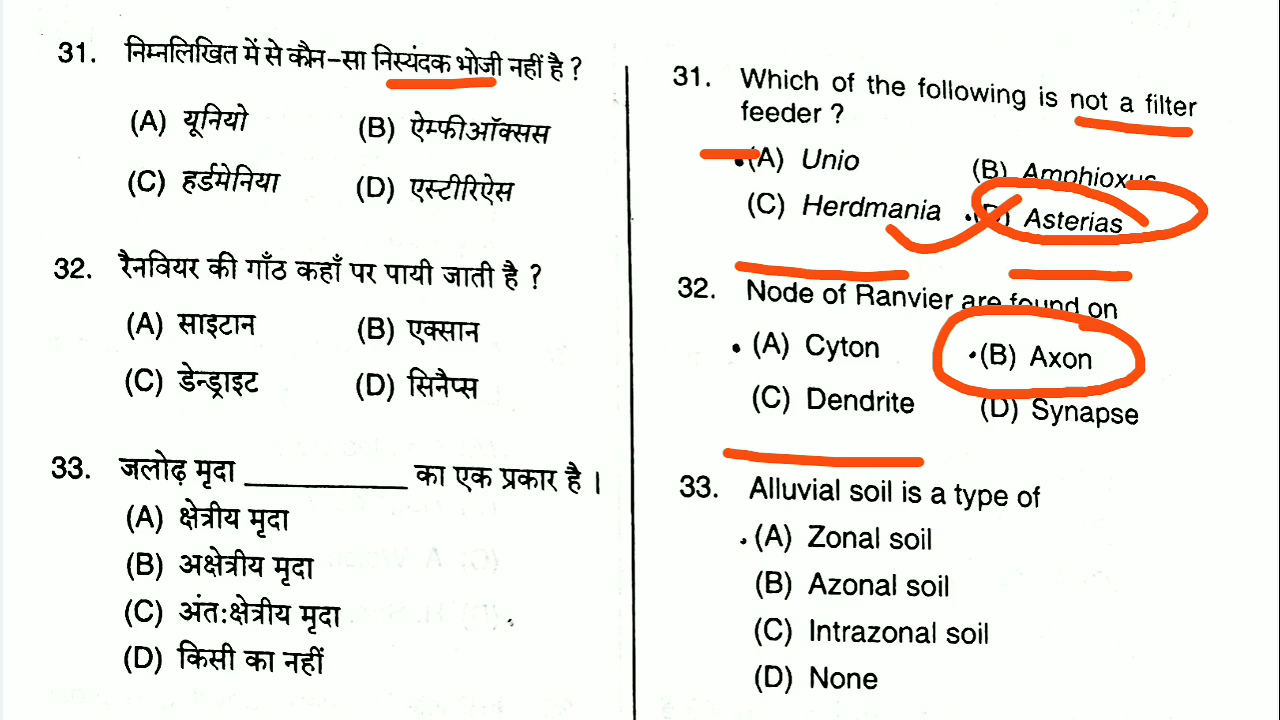 31. निम्नलिखित में से कौन-सा निस्यंदक भोजी नहीं है ?
(A) यूनियो (B) ऐम्फीऑक्सस
(C) हर्डमेनिया (D) एस्टीरिऐस
32. रैनवियर की गाँठ कहाँ पर पायी जाती है ?
(A) साइटान (B) एक्सान
(C) डेन्ड्राइट (D) सिनैप्स
33. जलोढ़ मृदा __________ का एक प्रकार है ।
(A) क्षेत्रीय मृदा
(B) अक्षेत्रीय मृदा
(C) अंत:क्षेत्रीय मृदा
(D) किसी का नहीं
31. Which of the following is not a filter
feeder ?
(A) Unio (B) Amphioxus
(C) Herdmania (D) Asterias
32. Node of Ranvier are found on
(A) Cyton (B) Axon
(C) Dendrite (D) Synapse
33. Alluvial soil is a type of
(A) Zonal soil
(B) Azonal soil
(C) Intrazonal soil
(D) None